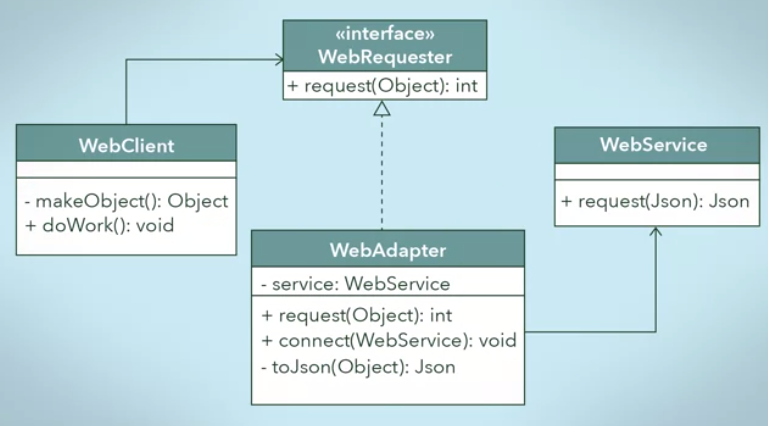 «interface»
WebRequester
+ request(Object): int
WebClient
- makeObject(): Object
+ doWork(): void
WebService
+ request(Json): Json
WebAdapter
- service: WebService
+ request(Object): int
+ connect(WebService): void
- toJson(Object): Json